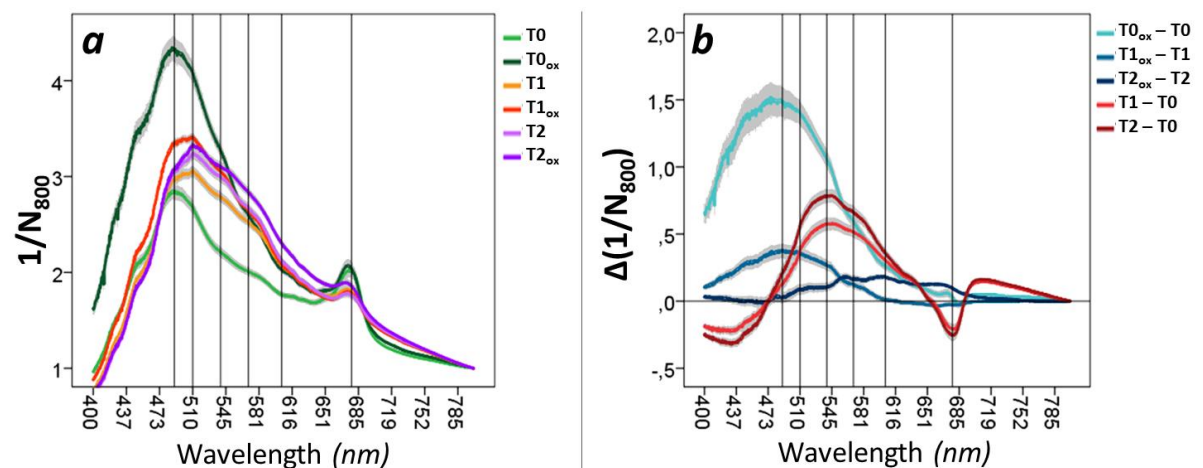 a
1/N800
4
3
2
1
400
437
473
510
545
581
616
651
685
719
752
785
Wavelength (nm)
T0
T0ox
T1
T1ox
T2
T2ox
b
Δ(1/N800)
2,0
1,5
1,0
,5
,0
-,5
400
437
473
510
545
581
616
651
685
719
752
785
Wavelength (nm)
T0ox – T0
T1ox – T1
T2ox – T2
T1 – T0
T2 – T0